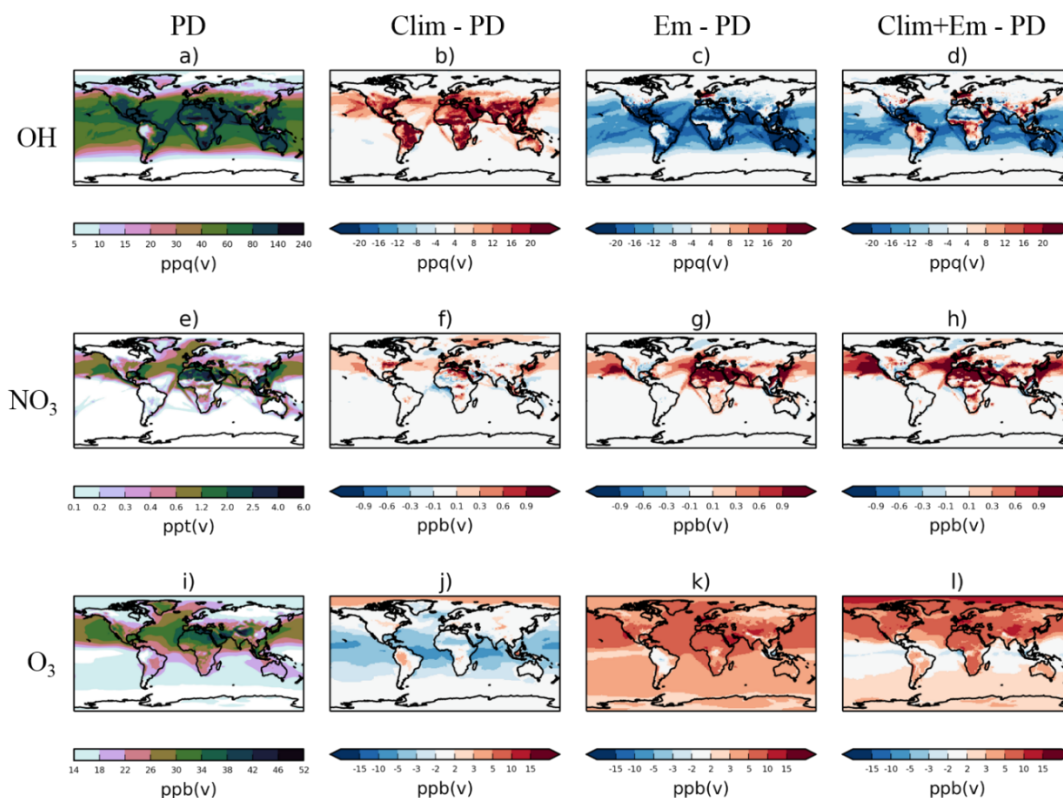 PD Clim - PD Em - PD Clim+Em - PD
a) b) c) d)
OH
5 10 15 20 30 40 60 80 140 240
-20 -16 -12 -8 -4 4 8 12 16 20
-20 -16 -12 -8 -4 4 8 12 16 20
-20 -16 -12 -8 -4 4 8 12 16 20
ppq(v) ppq(v) ppq(v) ppq(v)
e) f) g) h)
NO3
0.1 0.2 0.3 0.4 0.6 1.2 2.0 2.5 4.0 6.0
-0.9 -0.6 -0.3 -0.1 0.1 0.3 0.6 0.9
-0.9 -0.6 -0.3 -0.1 0.1 0.3 0.6 0.9
-0.9 -0.6 -0.3 -0.1 0.1 0.3 0.6 0.9
ppt(v) ppb(v) ppb(v) ppb(v)
i) j) k) l)
O3
14 18 22 26 30 34 38 42 46 52
-15 -10 -5 -3 -2 2 3 5 10 15
-15 -10 -5 -3 -2 2 3 5 10 15
-15 -10 -5 -3 -2 2 3 5 10 15
ppb(v) ppb(v) ppb(v) ppb(v)